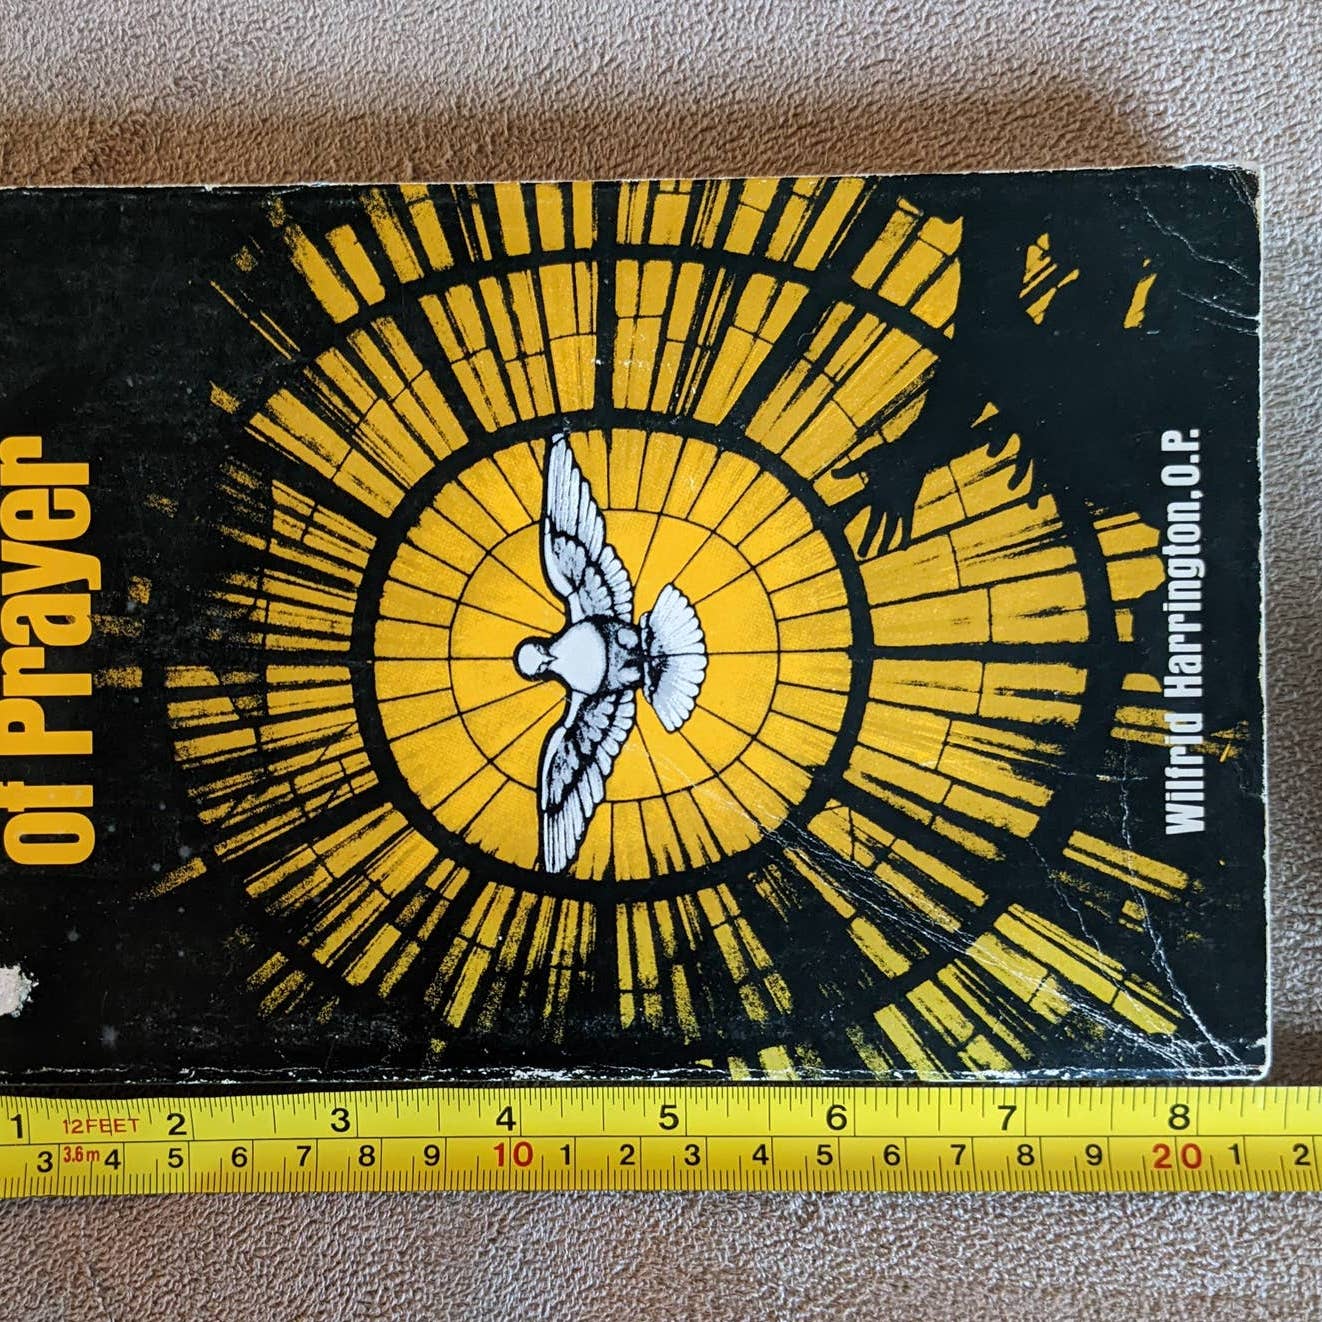 of Prayer
Wilfrid Harrington, O.P.
1 12FEET 2 3 4 5 6 7 8
3 3.6m 4 5 6 7 8 9 10 1 2 3 4 5 6 7 8 9 20 1 2